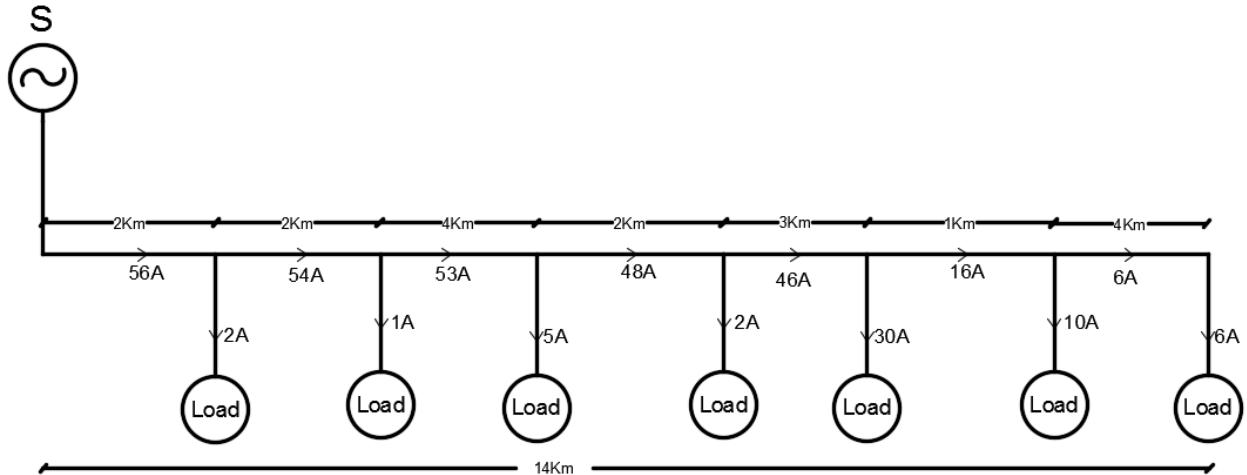 S
2Km 2Km 4Km 2Km 3Km 1Km 4Km
56A 54A 53A 48A 46A 16A 6A
2A 1A 5A 2A 30A 10A 6A
Load Load Load Load Load Load Load
14Km